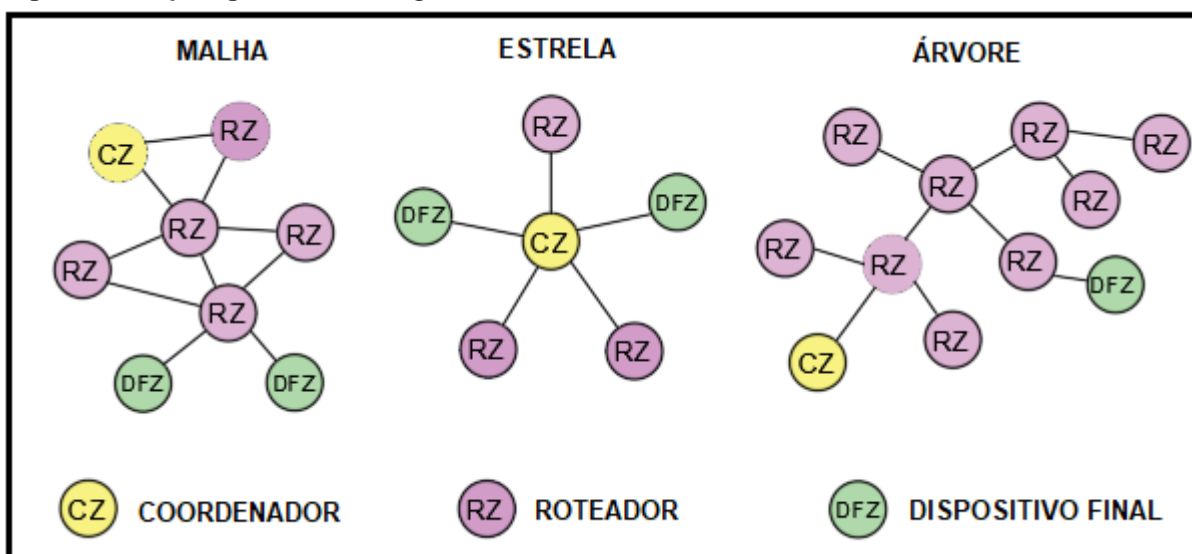 MALHA
ESTRELA
ÁRVORE
CZ
RZ
RZ
RZ
RZ
RZ
DFZ
DFZ
RZ
DFZ
DFZ
CZ
RZ
RZ
RZ
RZ
RZ
RZ
RZ
RZ
RZ
RZ
DFZ
RZ
CZ
CZ COORDENADOR
RZ ROTEADOR
DFZ DISPOSITIVO FINAL